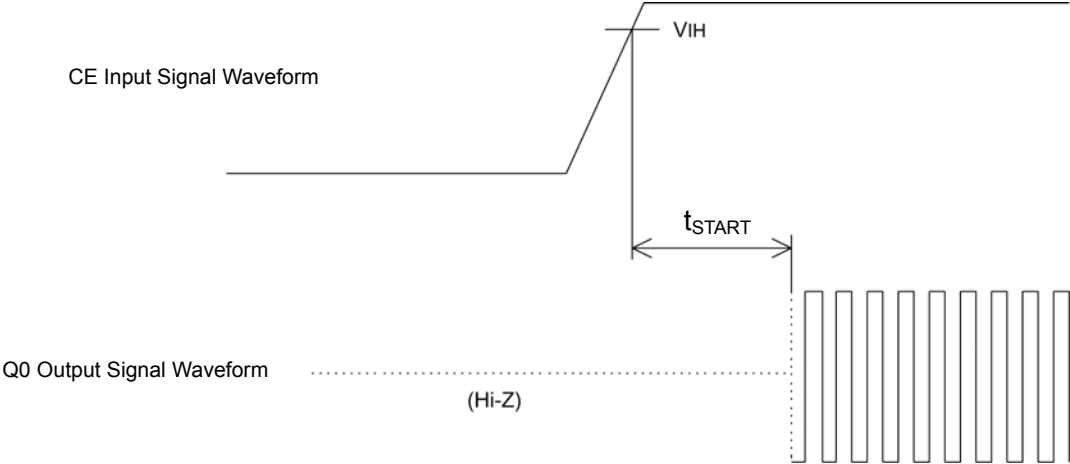 VIH
CE Input Signal Waveform
tSTART
Q0 Output Signal Waveform
(Hi-Z)